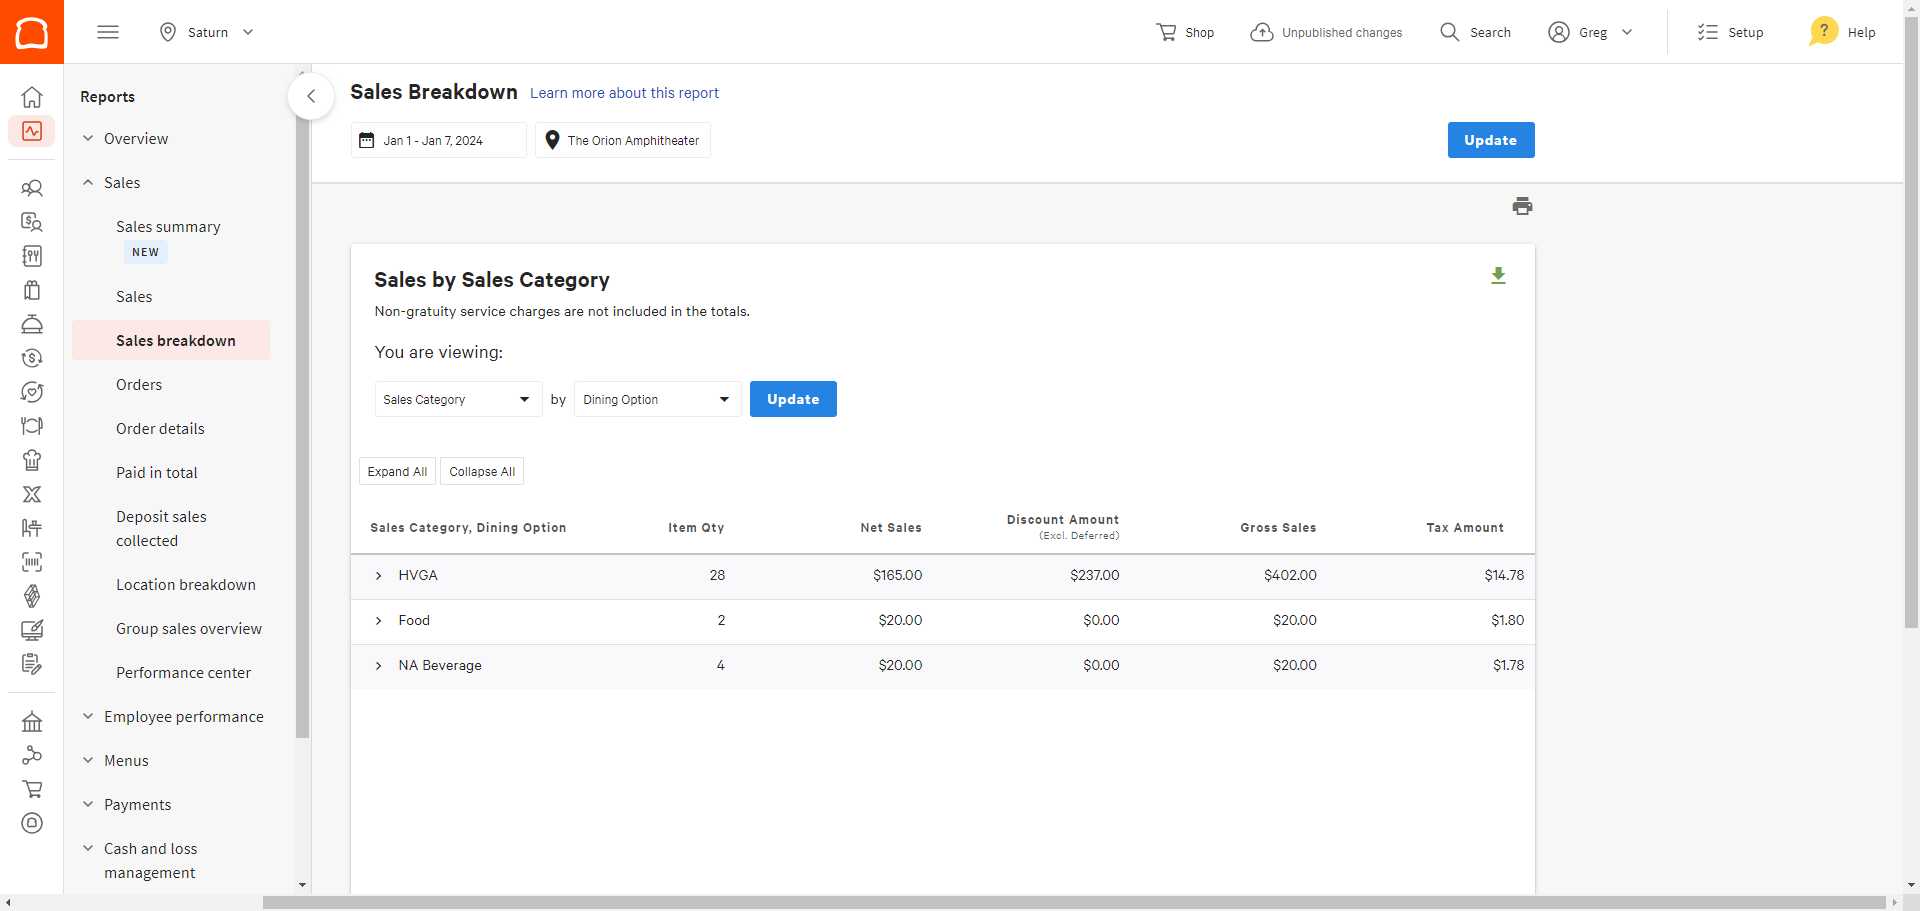 Saturn
Shop
Unpublished changes
Search
Greg
Setup
?
Help
Reports
Overview
Sales
Sales summary
NEW
Sales
Sales breakdown
Orders
Order details
Paid in total
Deposit sales
collected
Location breakdown
Group sales overview
Performance center
Employee performance
Menus
Payments
Cash and loss
management
Sales Breakdown Learn more about this report
Jan 1 - Jan 7, 2024 The Orion Amphitheater Update
Sales by Sales Category
Non-gratuity service charges are not included in the totals.
You are viewing:
Sales Category by Dining Option Update
Expand All Collapse All
Sales Category, Dining Option Item Qty Net Sales Discount Amount (Excl. Deferred) Gross Sales Tax Amount
HVGA 28 $165.00 $237.00 $402.00 $14.78
Food 2 $20.00 $0.00 $20.00 $1.80
NA Beverage 4 $20.00 $0.00 $20.00 $1.78